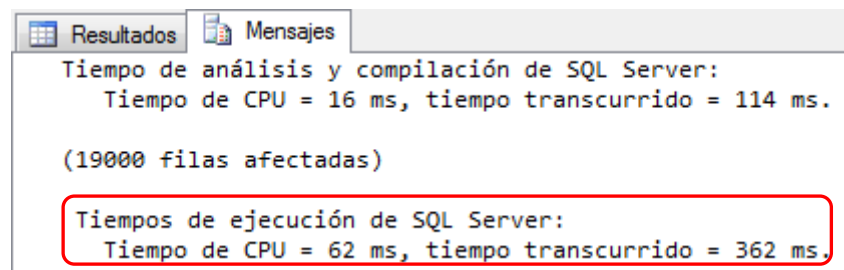 Resultados Mensajes
Tiempo de análisis y compilación de SQL Server:
Tiempo de CPU = 16 ms, tiempo transcurrido = 114 ms.
(19000 filas afectadas)
Tiempos de ejecución de SQL Server:
Tiempo de CPU = 62 ms, tiempo transcurrido = 362 ms.